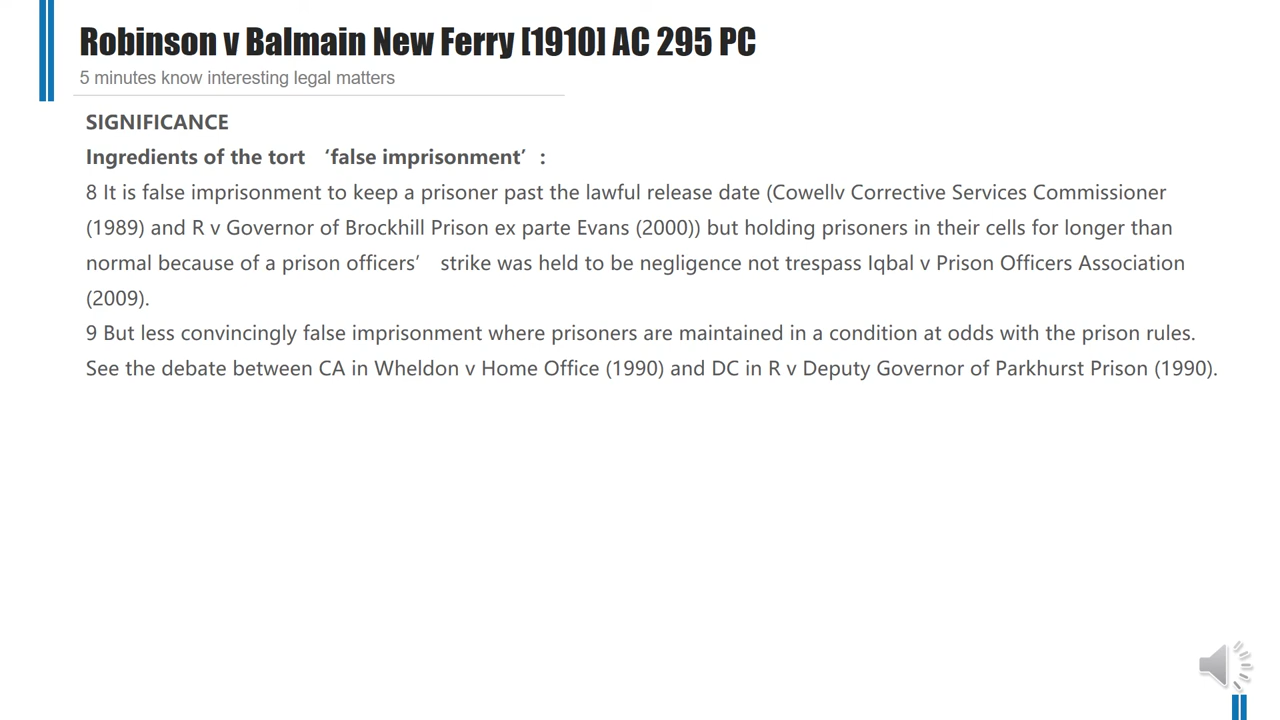 Robinson v Balmain New Ferry [1910] AC 295 PC
5 minutes know interesting legal matters
SIGNIFICANCE
Ingredients of the tort ‘false imprisonment’ :
8 It is false imprisonment to keep a prisoner past the lawful release date (Cowellv Corrective Services Commissioner
(1989) and R v Governor of Brockhill Prison ex parte Evans (2000)) but holding prisoners in their cells for longer than
normal because of a prison officers’ strike was held to be negligence not trespass Iqbal v Prison Officers Association
(2009).
9 But less convincingly false imprisonment where prisoners are maintained in a condition at odds with the prison rules.
See the debate between CA in Wheldon v Home Office (1990) and DC in R v Deputy Governor of Parkhurst Prison (1990).